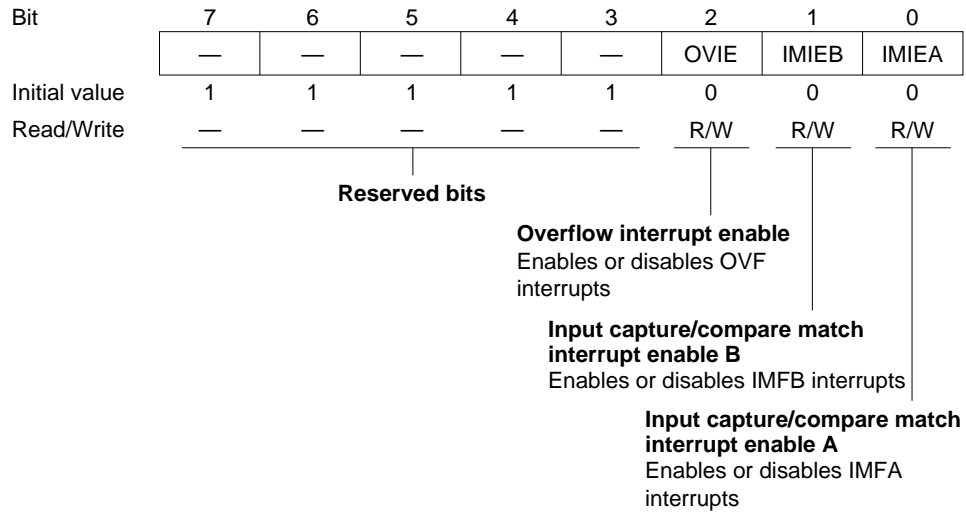 Bit 7 6 5 4 3 2 1 0
— — — — — OVIE IMIEB IMIEA
Initial value 1 1 1 1 1 0 0 0
Read/Write — — — — — R/W R/W R/W
Reserved bits
Overflow interrupt enable
Enables or disables OVF
interrupts
Input capture/compare match
interrupt enable B
Enables or disables IMFB interrupts
Input capture/compare match
interrupt enable A
Enables or disables IMFA
interrupts